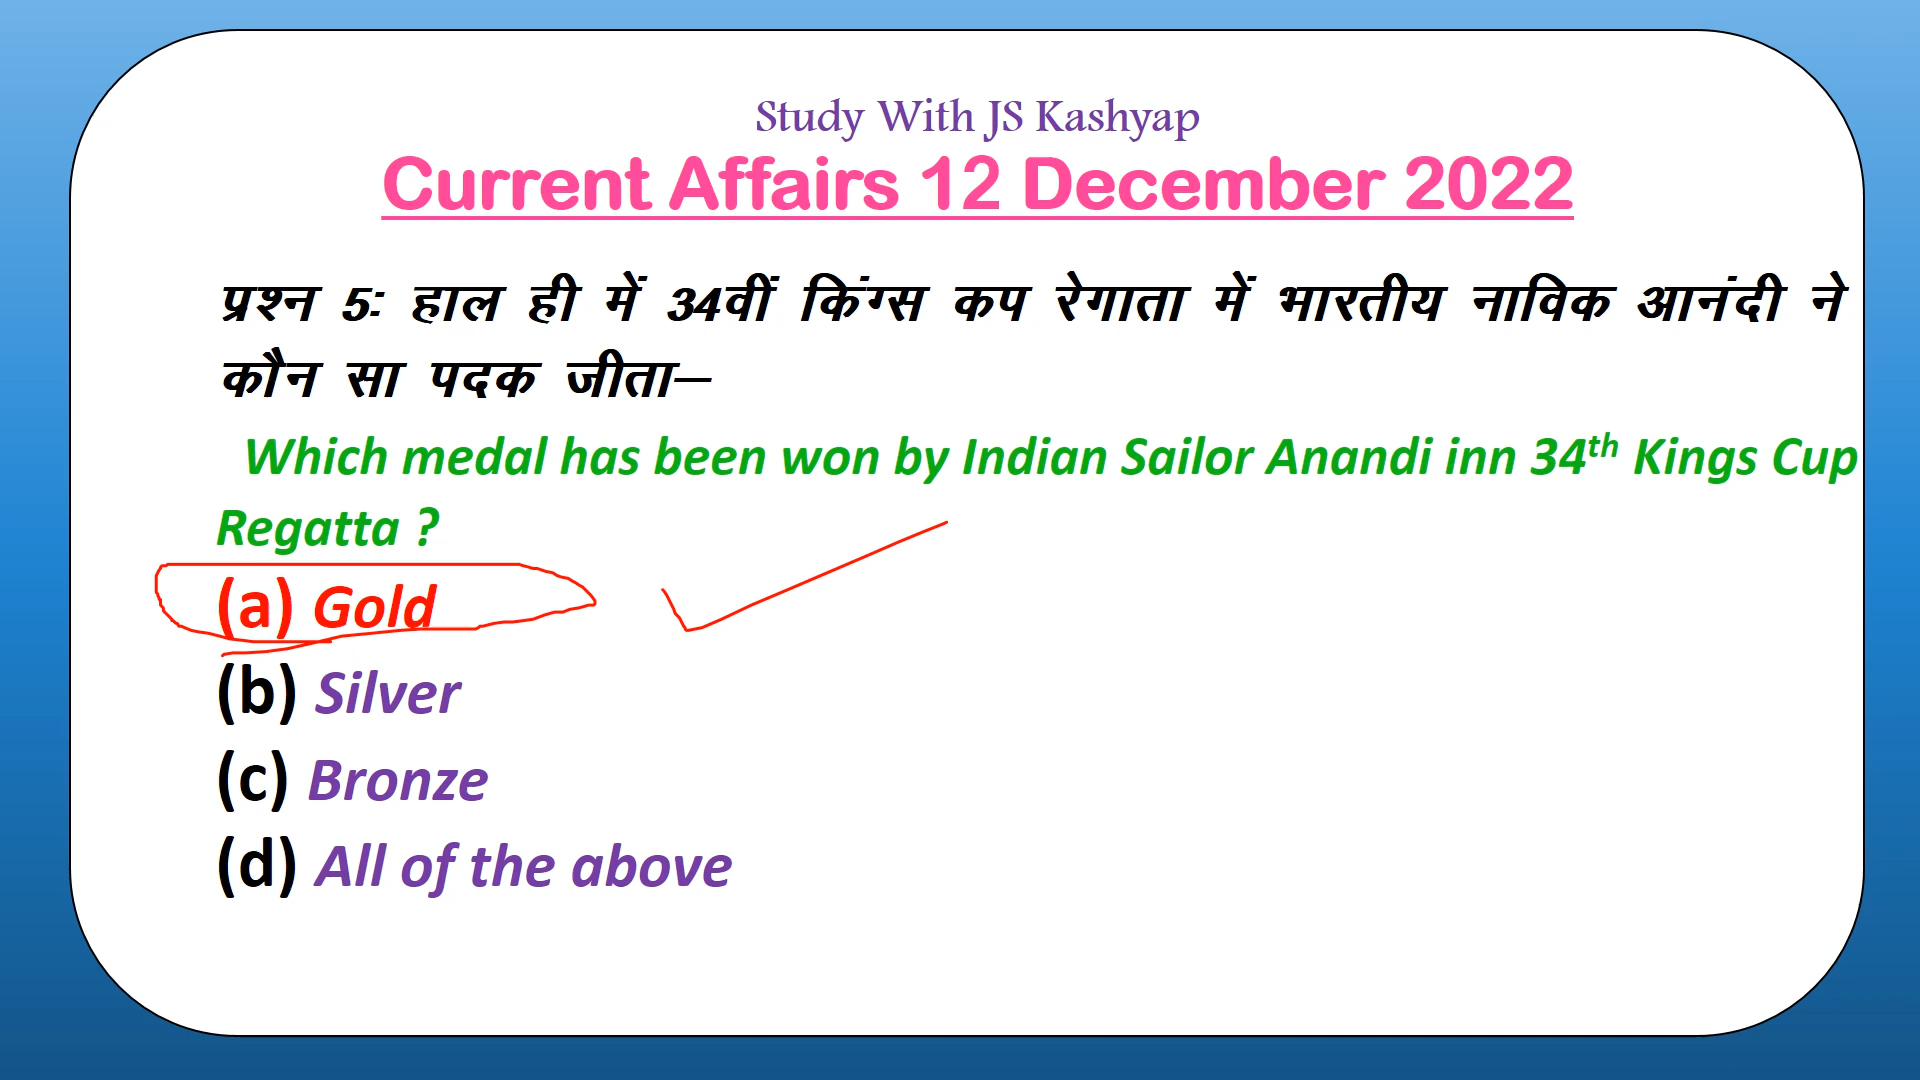 Study With JS Kashyap
Current Affairs 12 December 2022
प्रश्न 5: हाल ही में 34वीं किंग्स कप रेगाता में भारतीय नाविक आनंदी ने
कौन सा पदक जीता–
Which medal has been won by Indian Sailor Anandi inn 34th Kings Cup
Regatta ?
(a) Gold
(b) Silver
(c) Bronze
(d) All of the above